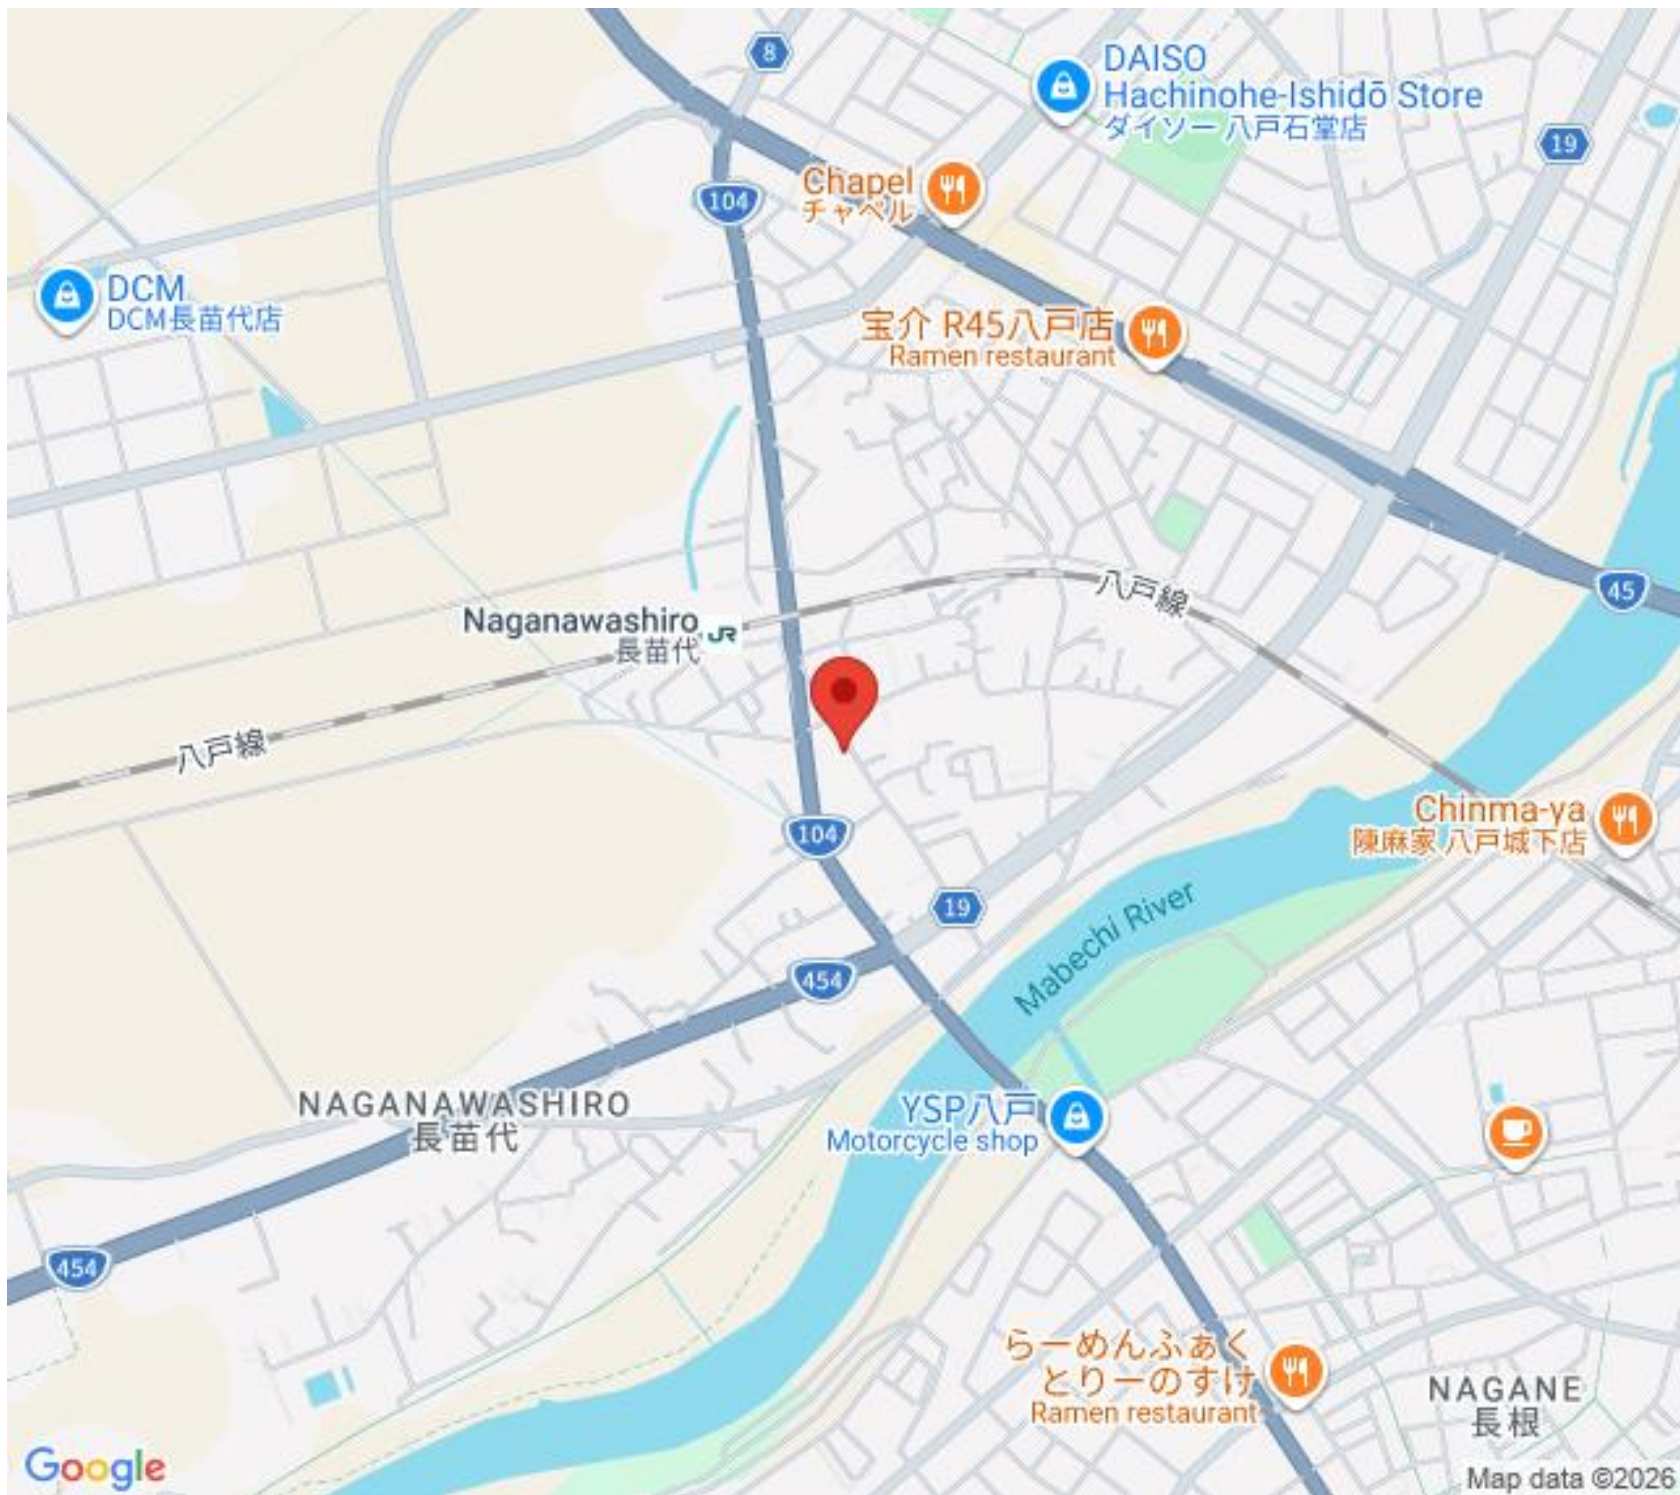 8
DAISO
Hachinohe-Ishidō Store
ダイソー 八戸石堂店
19
Chapel
チャペル
104
DCM
DCM長苗代店
宝介 R45八戸店
Ramen restaurant
45
八戸線
Naganawashiro
長苗代
JR
八戸線
Chinma-ya
陳麻家 八戸城下店
104
19
Mabechi River
454
NAGANAWASHIRO
長苗代
YSP八戸
Motorcycle shop
454
らーめんふぁく
とりーのすけ
Ramen restaurant
NAGANE
長根
Google
Map data ©2026